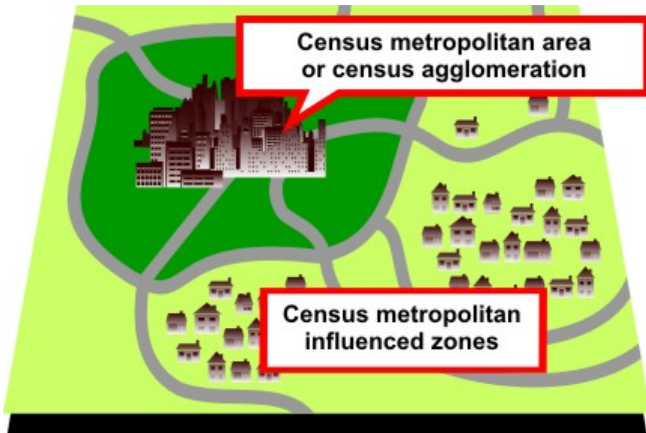 Census metropolitan area
or census agglomeration
Census metropolitan
influenced zones